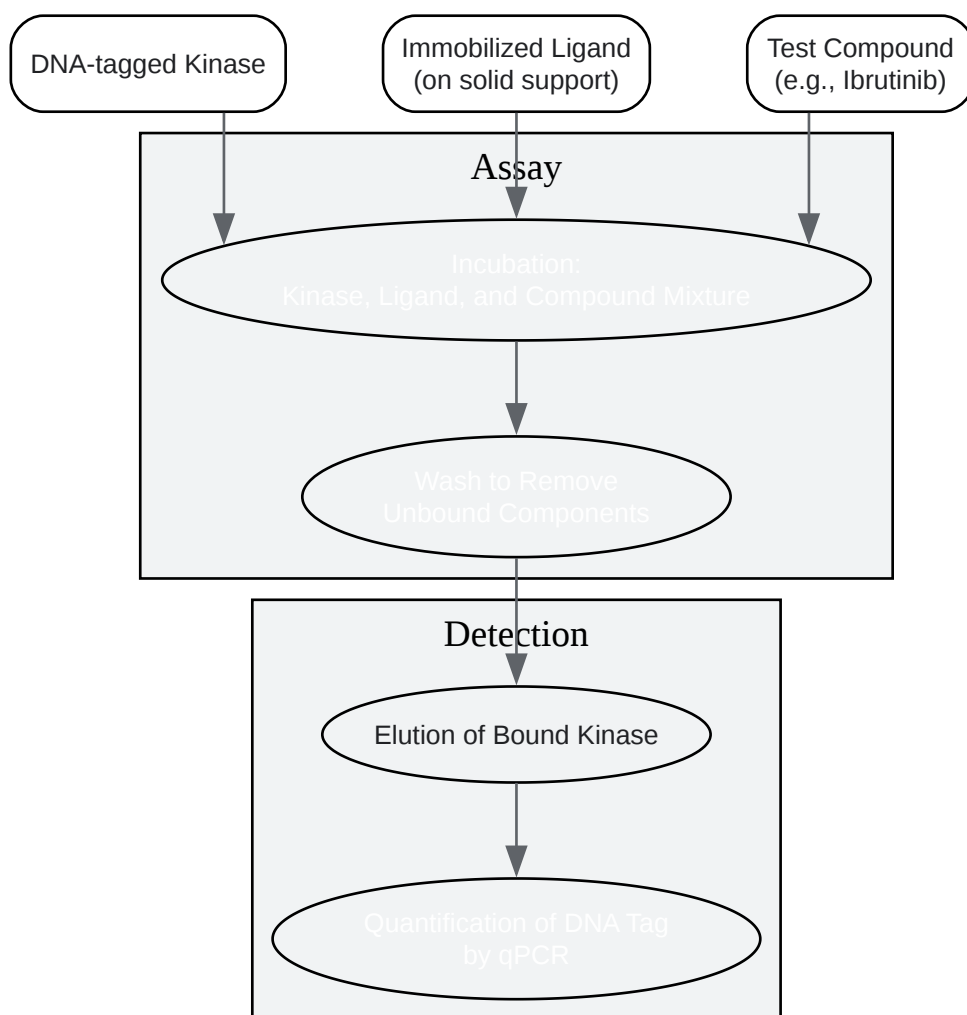 DNA-tagged Kinase
Immobilized Ligand
(on solid support)
Test Compound
(e.g., Ibrutinib)
Assay
Incubation:
Kinase, Ligand, and Compound Mixture
Wash to Remove
Unbound Components
Detection
Elution of Bound Kinase
Quantification of DNA Tag
by qPCR